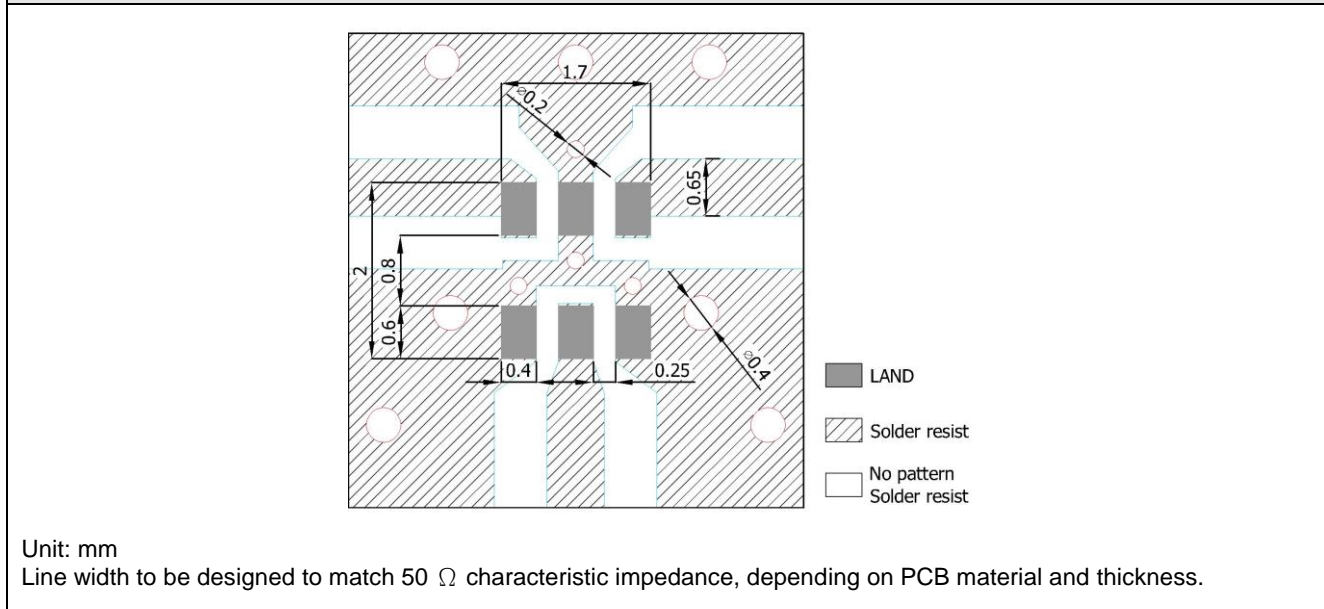 1.7
⌀0.2
0.65
2
0.8
0.6
0.4
0.25
⌀0.4
LAND
Solder resist
No pattern
Solder resist
Unit: mm
Line width to be designed to match 50 Ω characteristic impedance, depending on PCB material and thickness.